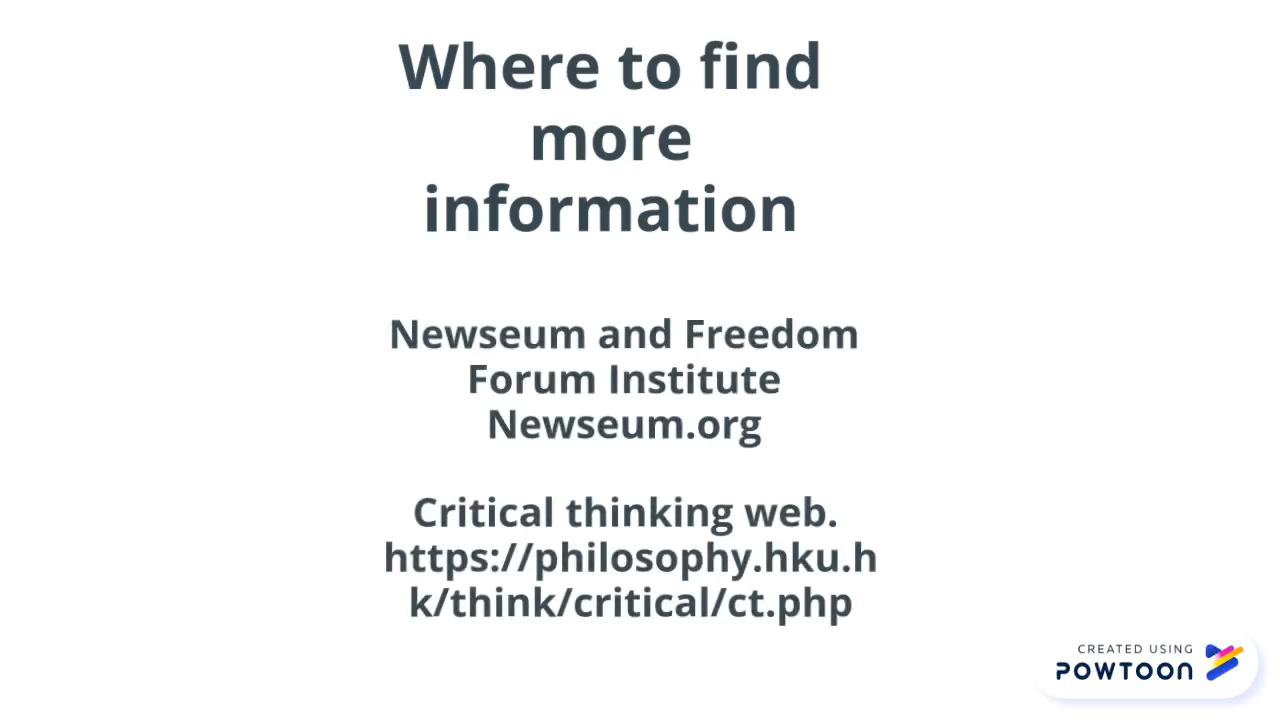 Where to find
more
information
Newseum and Freedom
Forum Institute
Newseum.org
Critical thinking web.
https://philosophy.hku.h
k/think/critical/ct.php
CREATED USING
POWTOON